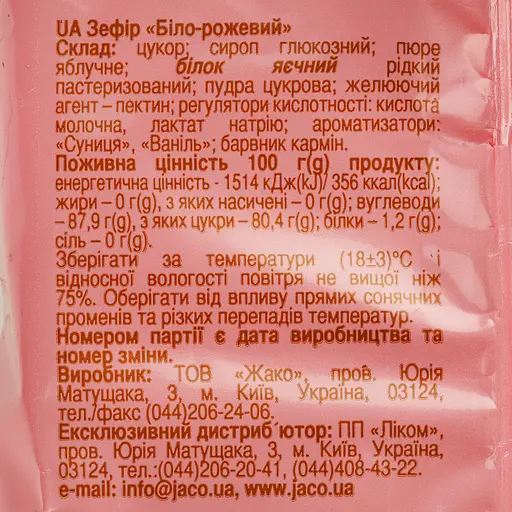 UA Зефір «Біло-рожевий»
Склад: цукор; сироп глюкозний; пюре
яблучне; білок яєчний рідкий
пастеризований; пудра цукрова; желюючий
агент – пектин; регулятори кислотності: кислота
молочна, лактат натрію; ароматизатори:
«Суниця», «Ваніль»; барвник кармін.
Поживна цінність 100 г(g) продукту:
енергетична цінність - 1514 кДж(kJ)/ 356 ккал(kcal);
жири – 0 г(g), з яких насичені – 0 г(g); вуглеводи
– 87,9 г(g), з яких цукри – 80,4 г(g); білки – 1,2 г(g);
сіль – 0 г(g).
Зберігати за температури (18±3)°С і
відносної вологості повітря не вищої ніж
75%. Оберігати від впливу прямих сонячних
променів та різких перепадів температур.
Номером партії є дата виробництва та
номер зміни.
Виробник: ТОВ «Жако», пров. Юрія
Матущака, 3, м. Київ, Україна, 03124,
тел./факс (044)206-24-06.
Ексклюзивний дистриб´ютор: ПП «Ліком»,
пров. Юрія Матущака, 3, м. Київ, Україна,
03124, тел.:(044)206-20-41, (044)408-43-22.
e-mail: info@jaco.ua, www.jaco.ua